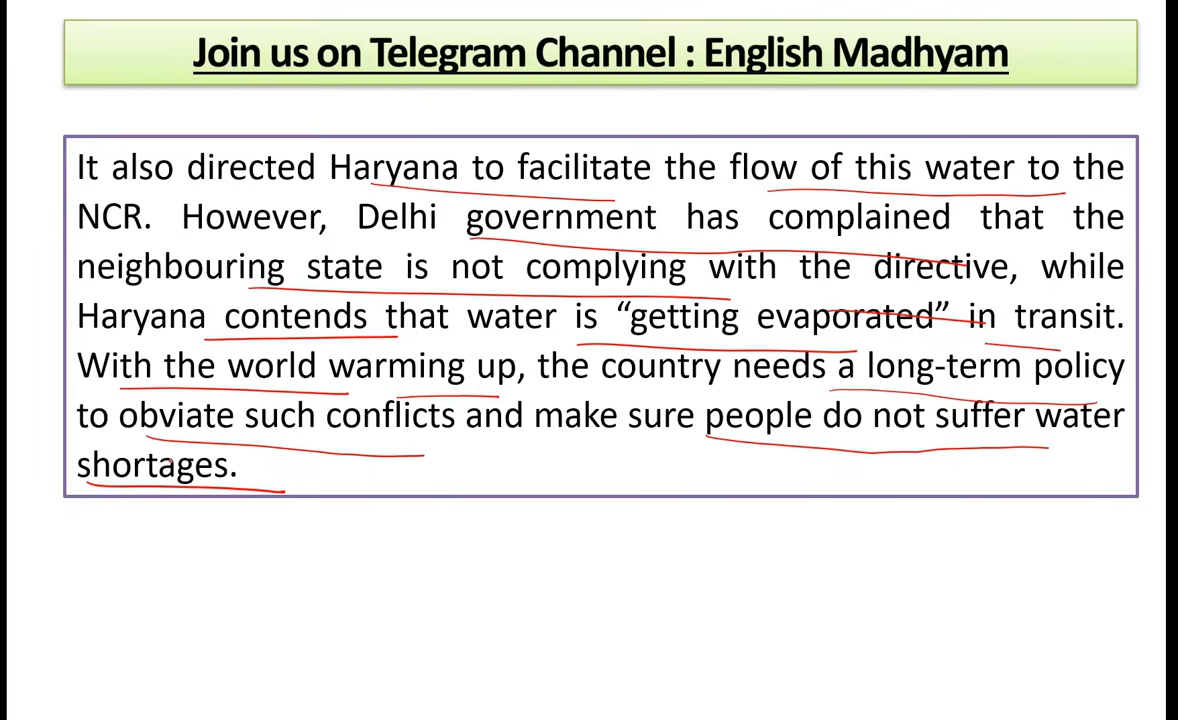 Join us on Telegram Channel : English Madhyam
It also directed Haryana to facilitate the flow of this water to the
NCR. However, Delhi government has complained that the
neighbouring state is not complying with the directive, while
Haryana contends that water is “getting evaporated” in transit.
With the world warming up, the country needs a long-term policy
to obviate such conflicts and make sure people do not suffer water
shortages.